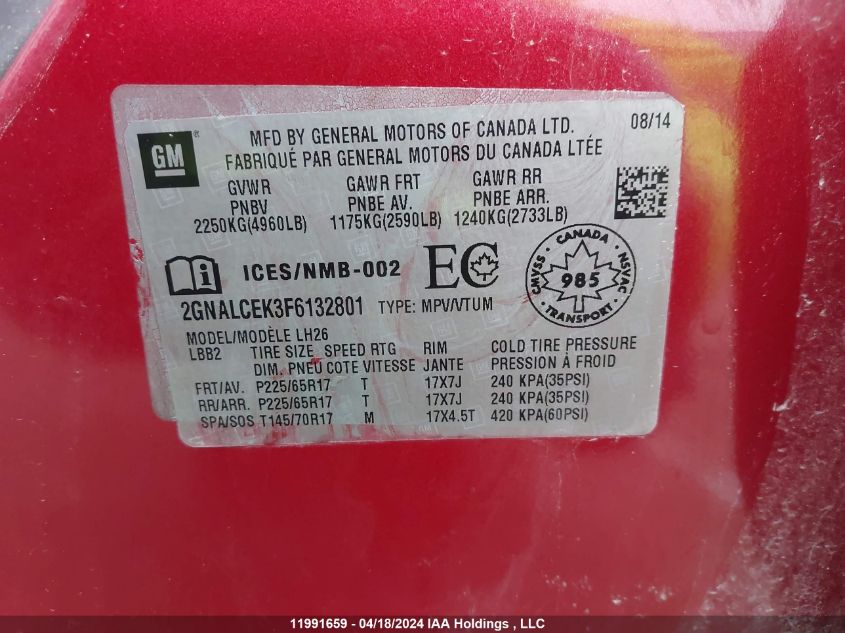 MFD BY GENERAL MOTORS OF CANADA LTD. 08/14
GM ®
FABRIQUÉ PAR GENERAL MOTORS DU CANADA LTÉE
GVWR GAWR FRT GAWR RR
PNBV PNBE AV. PNBE ARR.
2250KG(4960LB) 1175KG(2590LB) 1240KG(2733LB)
ICES/NMB-002 EC
CANADA
CMVSS 985 NSVAC
TRANSPORT
2GNALCEK3F6132801 TYPE: MPV/VTUM
MODEL/MODÈLE LH26
LBB2 TIRE SIZE SPEED RTG RIM COLD TIRE PRESSURE
DIM. PNEU COTE VITESSE JANTE PRESSION À FROID
FRT/AV. P225/65R17 T 17X7J 240 KPA(35PSI)
RR/ARR. P225/65R17 T 17X7J 240 KPA(35PSI)
SPA/SOS T145/70R17 M 17X4.5T 420 KPA(60PSI)
11991659 - 04/18/2024 IAA Holdings , LLC